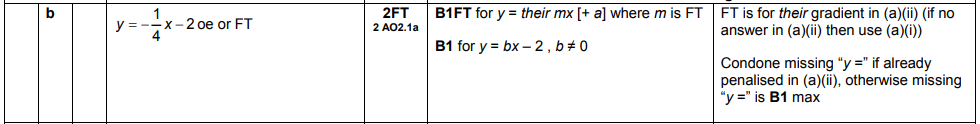 b
y = -1/4 x – 2 oe or FT
2FT
2 AO2.1a
B1FT for y = their mx [+ a] where m is FT
B1 for y = bx – 2 , b ≠ 0
FT is for their gradient in (a)(ii) (if no
answer in (a)(ii) then use (a)(i))
Condone missing “y =” if already
penalised in (a)(ii), otherwise missing
“y =” is B1 max